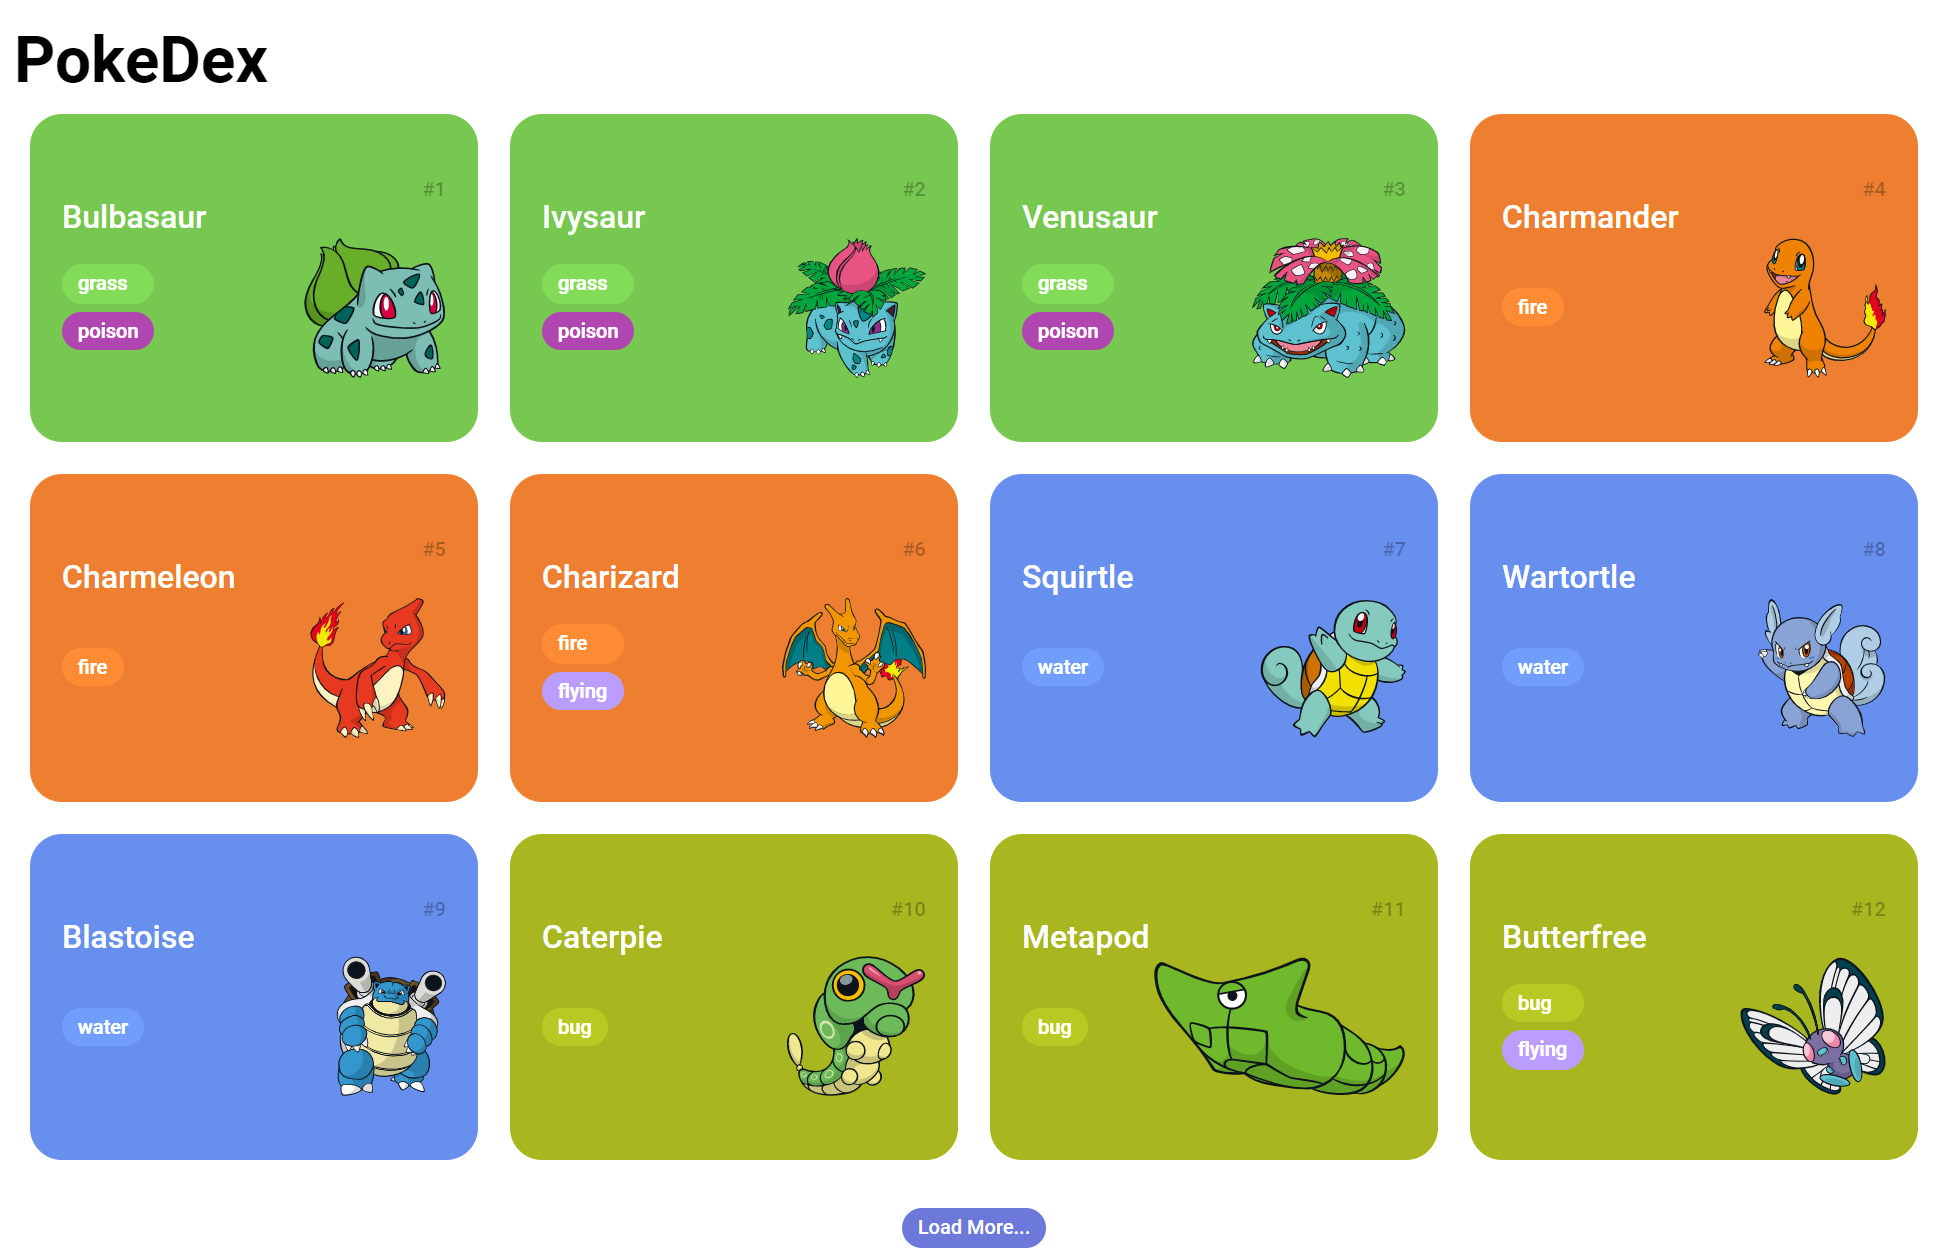 PokeDex
#1
Bulbasaur
grass
poison
#2
Ivysaur
grass
poison
#3
Venusaur
grass
poison
#4
Charmander
fire
#5
Charmeleon
fire
#6
Charizard
fire
flying
#7
Squirtle
water
#8
Wartortle
water
#9
Blastoise
water
#10
Caterpie
bug
#11
Metapod
bug
#12
Butterfree
bug
flying
Load More...